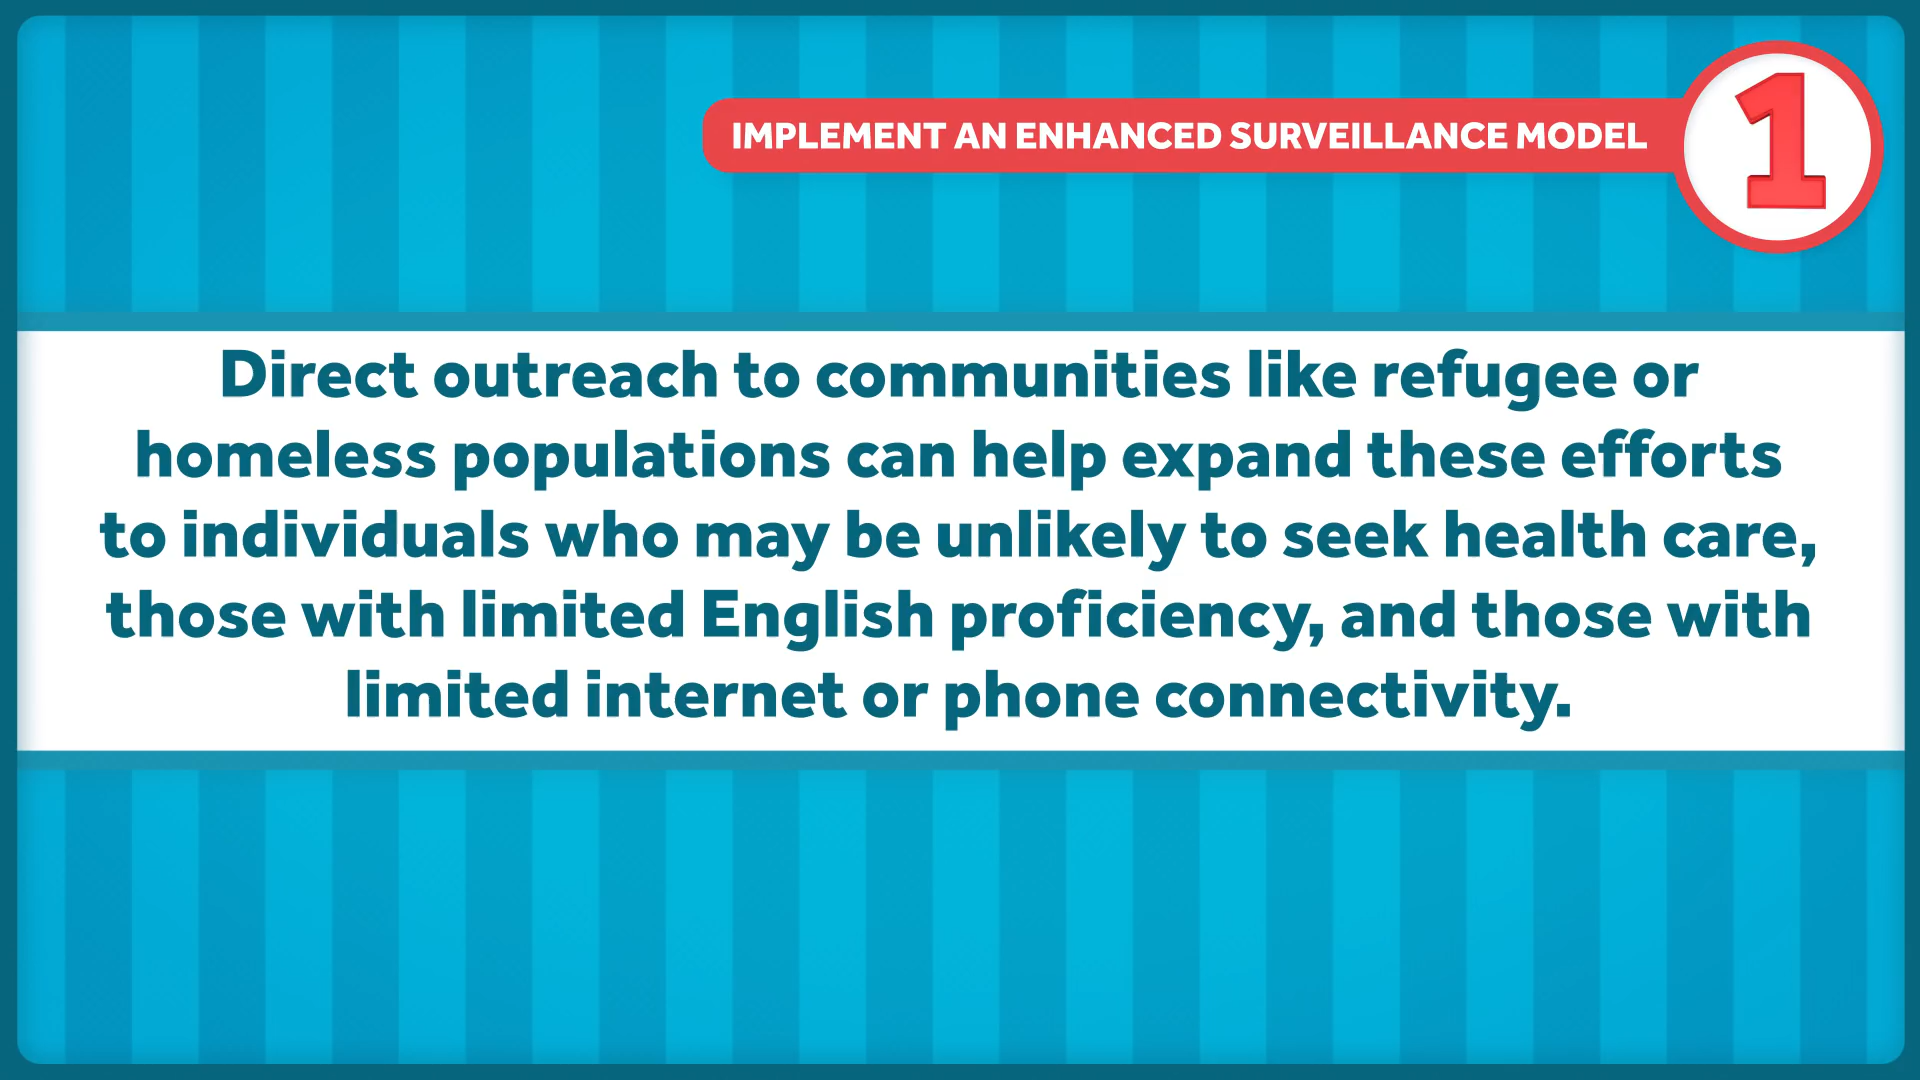 IMPLEMENT AN ENHANCED SURVEILLANCE MODEL
1
Direct outreach to communities like refugee or
homeless populations can help expand these efforts
to individuals who may be unlikely to seek health care,
those with limited English proficiency, and those with
limited internet or phone connectivity.